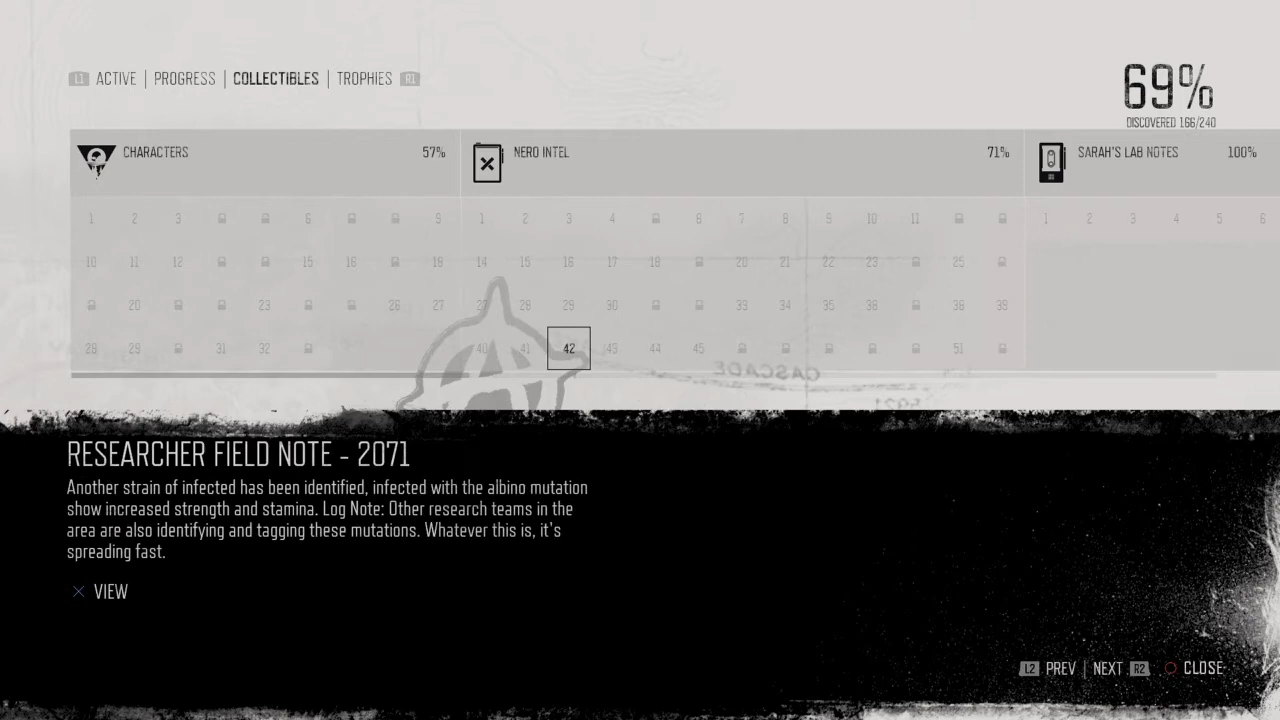 L1 ACTIVE | PROGRESS | COLLECTIBLES | TROPHIES R1
69%
DISCOVERED 166/240
CHARACTERS 57% NERO INTEL 71% SARAH'S LAB NOTES 100%
1 2 3 6 9 1 2 3 4 6 7 8 9 10 11 1 2 3 4 5 6
10 11 12 15 16 18 14 15 16 17 18 20 21 22 23 25
20 23 26 27 27 28 29 30 33 34 35 38 39
28 29 31 32 40 41 42 43 44 45 51
CASCADE
RESEARCHER FIELD NOTE - 2071
Another strain of infected has been identified, infected with the albino mutation
show increased strength and stamina. Log Note: Other research teams in the
area are also identifying and tagging these mutations. Whatever this is, it's
spreading fast.
VIEW
L2 PREV | NEXT R2 CLOSE